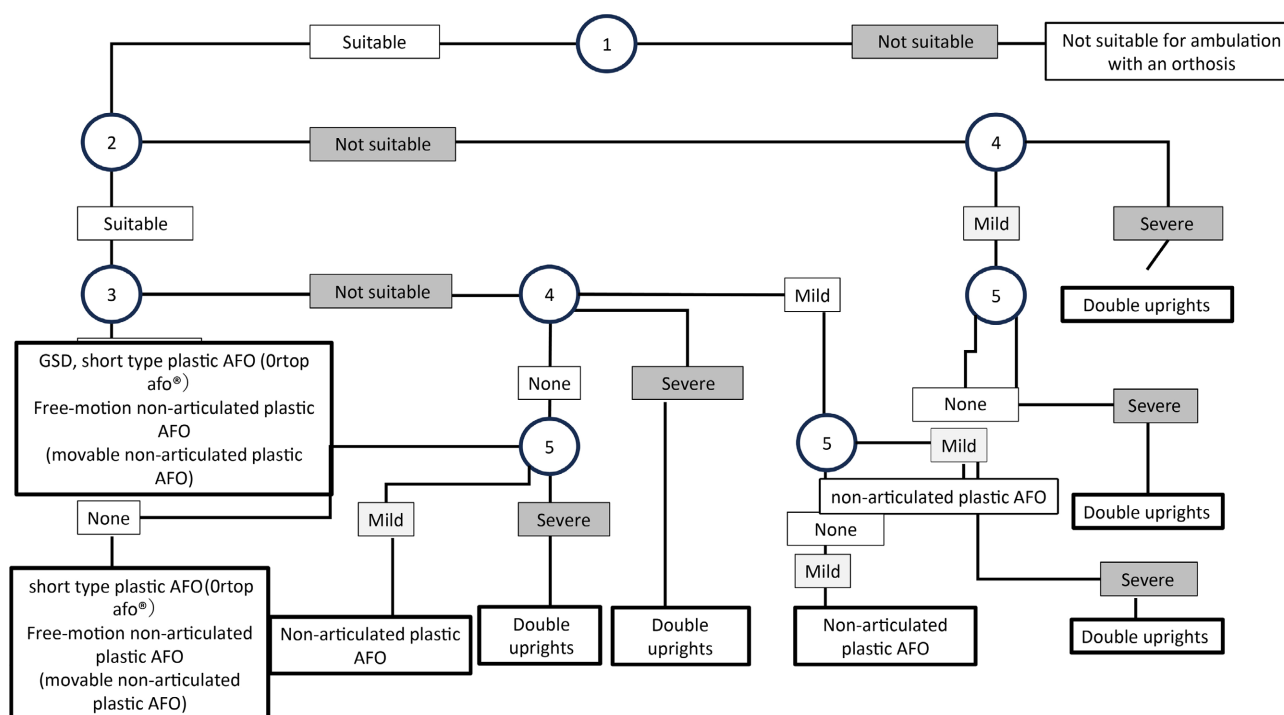 Suitable
1
Not suitable
Not suitable for ambulation
with an orthosis
2
Not suitable
4
Suitable
Mild
Severe
3
Not suitable
4
Mild
5
Double uprights
GSD, short type plastic AFO (0rtop
afo®)
Free-motion non-articulated plastic
AFO
(movable non-articulated plastic
AFO)
None
Severe
None
Severe
5
5
Mild
non-articulated plastic AFO
Double uprights
None
Mild
Severe
None
Mild
Severe
short type plastic AFO(0rtop
afo®)
Free-motion non-articulated
plastic AFO
(movable non-articulated
plastic AFO)
Non-articulated plastic
AFO
Double
uprights
Double
uprights
Non-articulated
plastic AFO
Double uprights